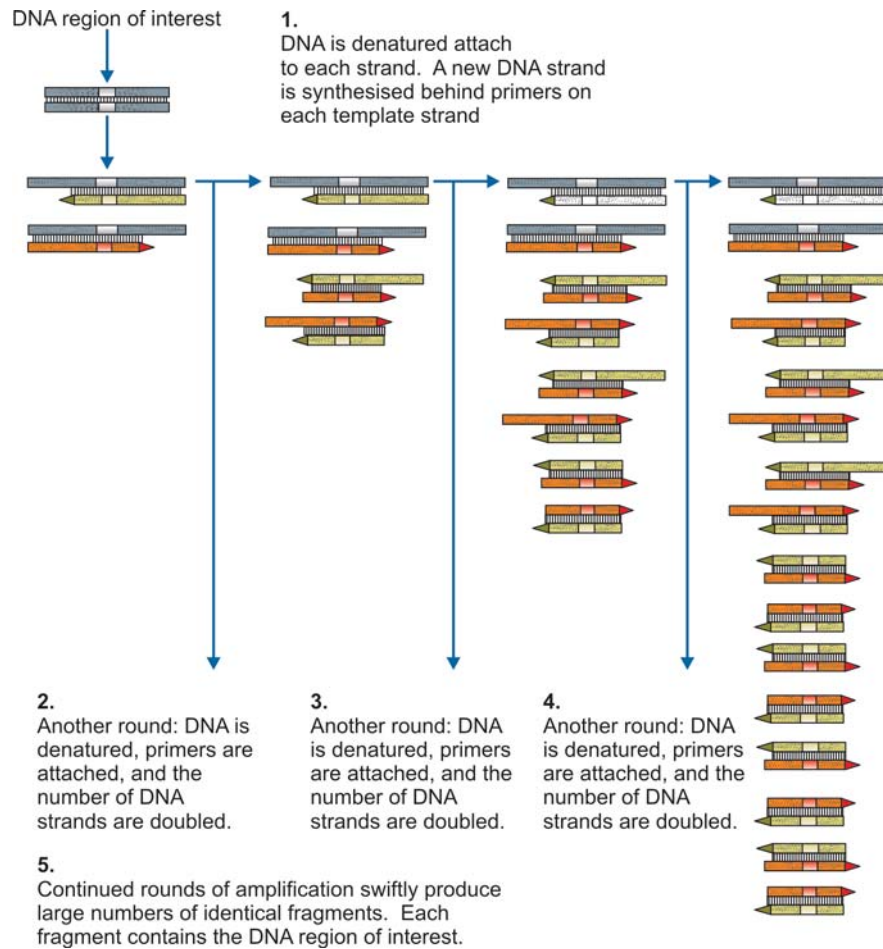 DNA region of interest
1.
DNA is denatured attach
to each strand.  A new DNA strand
is synthesised behind primers on
each template strand
2.
Another round: DNA is
denatured, primers are
attached, and the
number of DNA
strands are doubled.
3.
Another round: DNA
is denatured, primers
are attached, and the
number of DNA
strands are doubled.
4.
Another round: DNA
is denatured, primers
are attached, and the
number of DNA
strands are doubled.
5.
Continued rounds of amplification swiftly produce
large numbers of identical fragments.  Each
fragment contains the DNA region of interest.